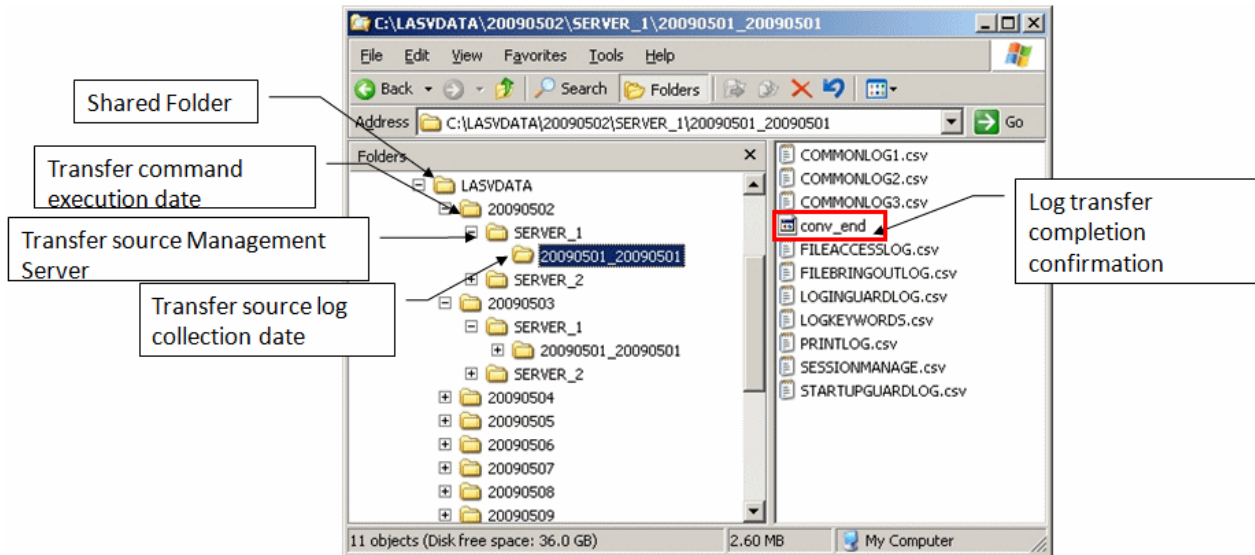 C:\LASVDATA\20090502\SERVER_1\20090501_20090501
File Edit View Favorites Tools Help
Back Search Folders
Address C:\LASVDATA\20090502\SERVER_1\20090501_20090501 Go
Folders
Shared Folder
Transfer command
execution date
Transfer source Management
Server
Transfer source log
collection date
LASVDATA
20090502
SERVER_1
20090501_20090501
SERVER_2
20090503
SERVER_1
20090501_20090501
SERVER_2
20090504
20090505
20090506
20090507
20090508
20090509
COMMONLOG1.csv
COMMONLOG2.csv
COMMONLOG3.csv
conv_end
FILEACCESSLOG.csv
FILEBRINGOUTLOG.csv
LOGINGUARDLOG.csv
LOGKEYWORDS.csv
PRINTLOG.csv
SESSIONMANAGE.csv
STARTUPGUARDLOG.csv
Log transfer
completion
confirmation
11 objects (Disk free space: 36.0 GB) 2.60 MB My Computer